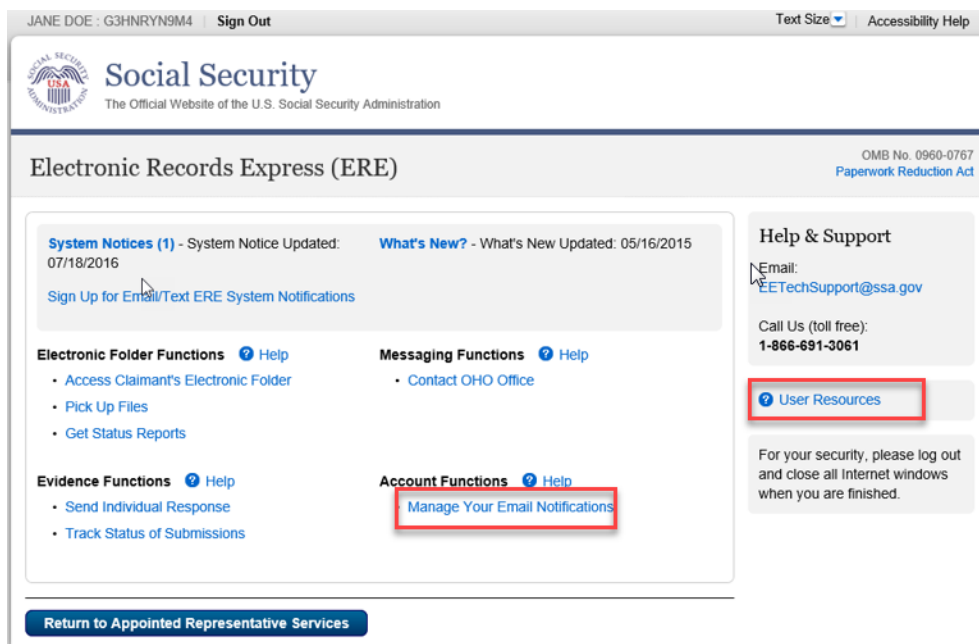 JANE DOE : G3HNRYN9M4 Sign Out Text Size Accessibility Help
SOCIAL SECURITY ADMINISTRATION
USA
Social Security
The Official Website of the U.S. Social Security Administration
Electronic Records Express (ERE)
OMB No. 0960-0767
Paperwork Reduction Act
System Notices (1) - System Notice Updated:
07/18/2016
Sign Up for Email/Text ERE System Notifications
What's New? - What's New Updated: 05/16/2015
Electronic Folder Functions ? Help
• Access Claimant's Electronic Folder
• Pick Up Files
• Get Status Reports
Messaging Functions ? Help
• Contact OHO Office
Evidence Functions ? Help
• Send Individual Response
• Track Status of Submissions
Account Functions ? Help
• Manage Your Email Notifications
Return to Appointed Representative Services
Help & Support
Email:
EETechSupport@ssa.gov
Call Us (toll free):
1-866-691-3061
? User Resources
For your security, please log out
and close all Internet windows
when you are finished.